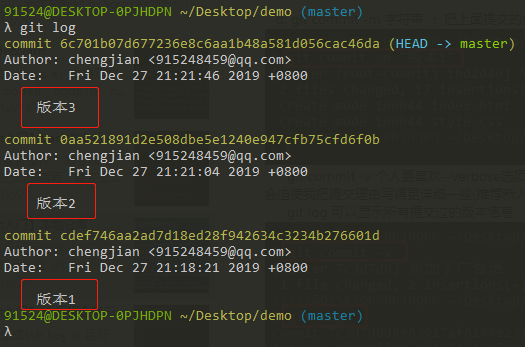 91524@DESKTOP-0PJHDPN ~/Desktop/demo (master)
λ git log
commit 6c701b07d677236e8c6aa1b48a581d056cac46da (HEAD -> master)
Author: chengjian <915248459@qq.com>
Date:   Fri Dec 27 21:21:46 2019 +0800
版本3
commit 0aa521891d2e508dbe5e1240e947cfb75cfd6f0b
Author: chengjian <915248459@qq.com>
Date:   Fri Dec 27 21:21:04 2019 +0800
版本2
commit cdef746aa2ad7d18ed28f942634c3234b276601d
Author: chengjian <915248459@qq.com>
Date:   Fri Dec 27 21:18:21 2019 +0800
版本1
91524@DESKTOP-0PJHDPN ~/Desktop/demo (master)
λ